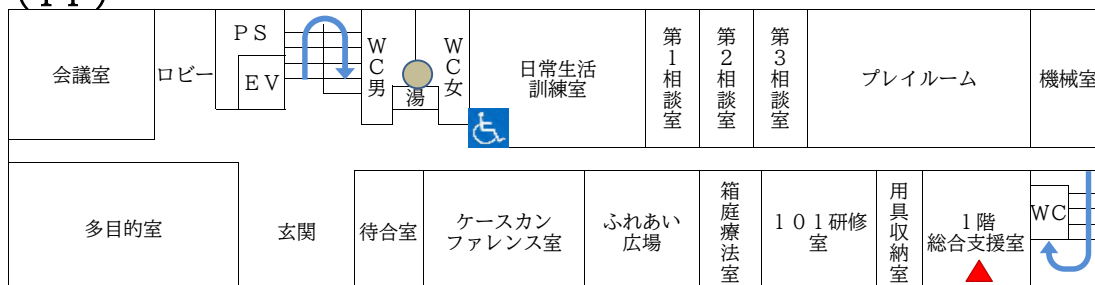 (1F)
会議室
ロビー
ＰＳ
ＥＶ
ＷＣ男
湯
ＷＣ女
日常生活
訓練室
第１相談室
第２相談室
第３相談室
プレイルーム
機械室
多目的室
玄関
待合室
ケースカン
ファレンス室
ふれあい
広場
箱庭療法室
１０１研修
室
用具収納室
１階
総合支援室
ＷＣ